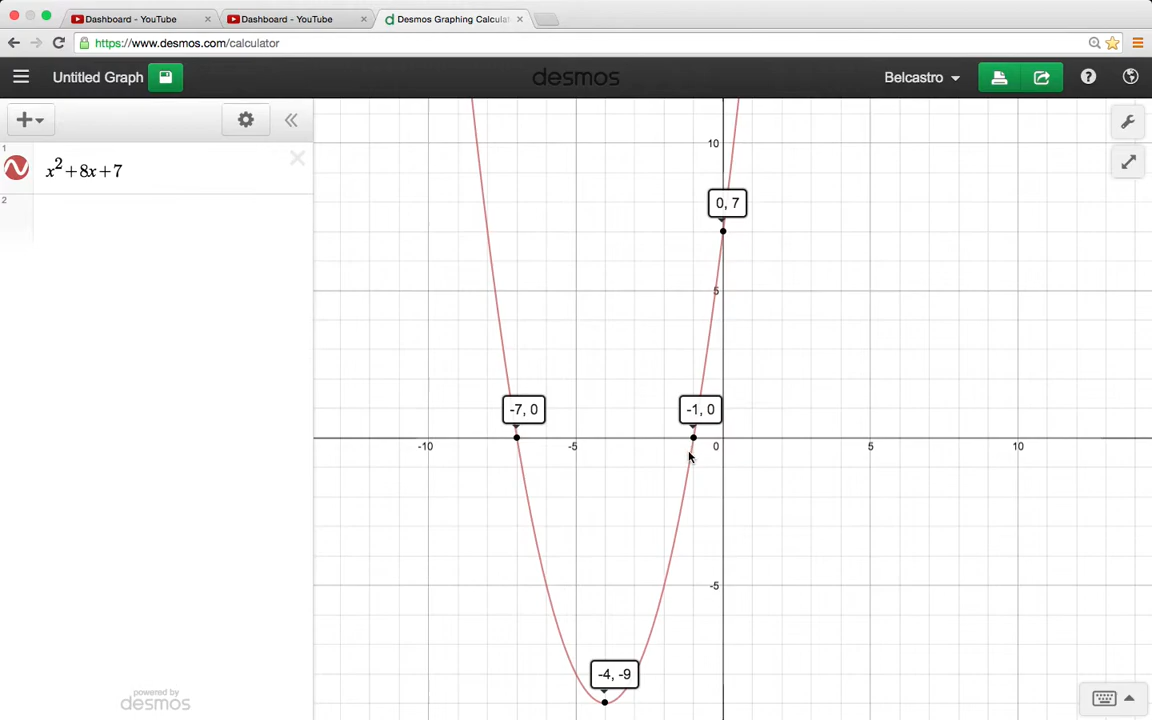 Dashboard - YouTube
Dashboard - YouTube
Desmos Graphing Calculat
https://www.desmos.com/calculator
Untitled Graph
desmos
Belcastro
1
x²+8x+7
2
10
0, 7
5
-7, 0
-1, 0
-10
-5
0
5
10
-5
-4, -9
powered by
desmos